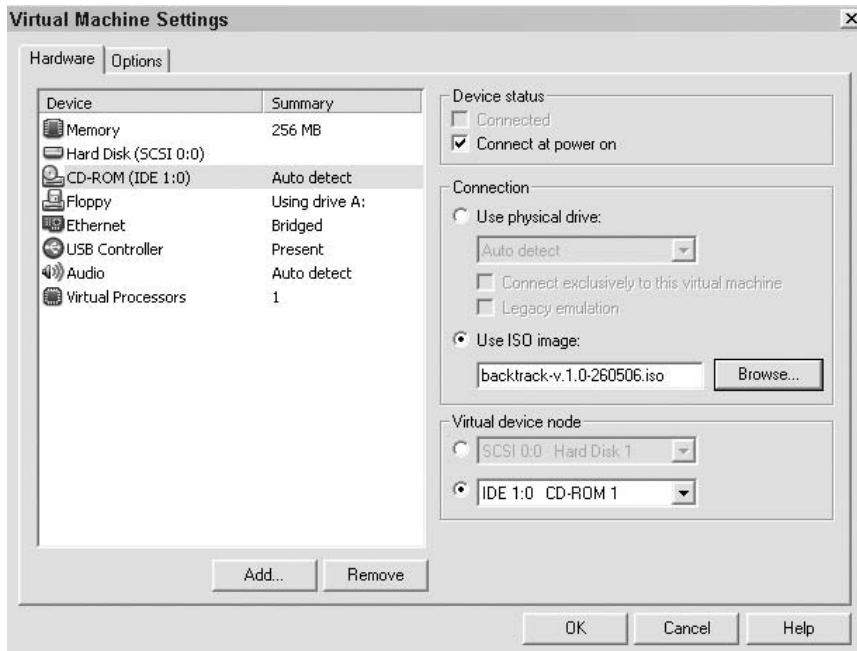 Virtual Machine Settings
Hardware
Options
Device Summary
Memory 256 MB
Hard Disk (SCSI 0:0)
CD-ROM (IDE 1:0) Auto detect
Floppy Using drive A:
Ethernet Bridged
USB Controller Present
Audio Auto detect
Virtual Processors 1
Add...
Remove
Device status
Connected
Connect at power on
Connection
Use physical drive:
Auto detect
Connect exclusively to this virtual machine
Legacy emulation
Use ISO image:
backtrack-v.1.0-260506.iso
Browse...
Virtual device node
SCSI 0:0 Hard Disk 1
IDE 1:0 CD-ROM 1
OK
Cancel
Help